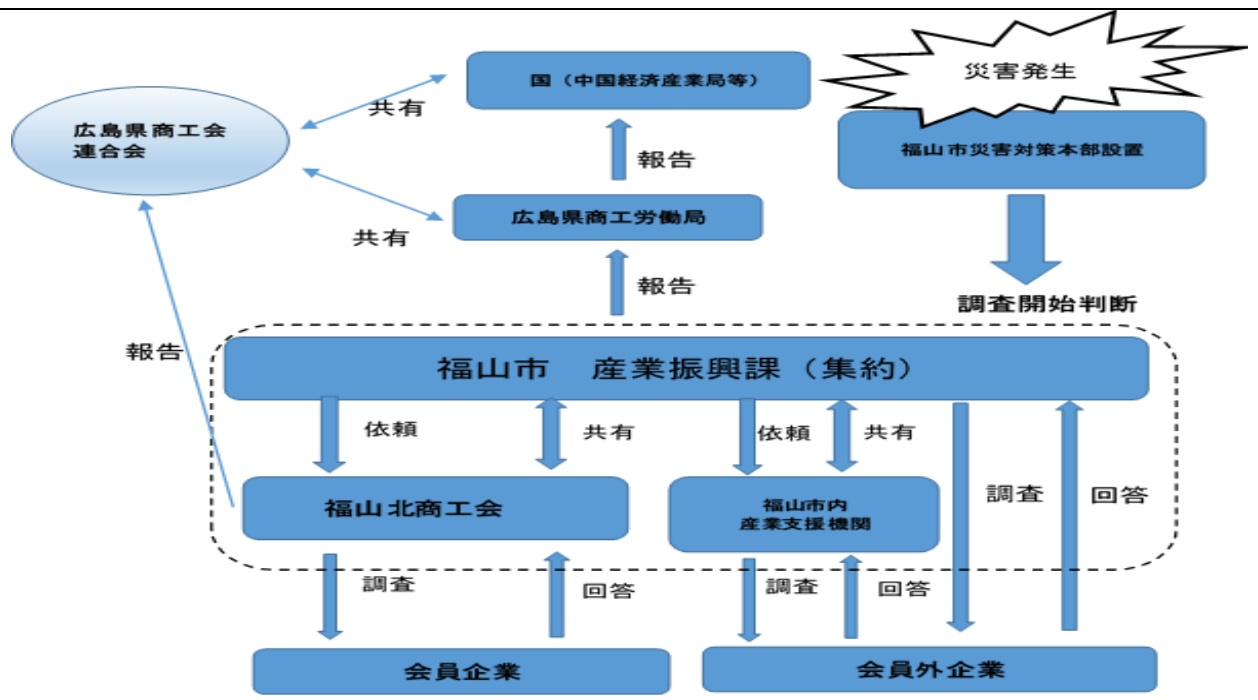 災害発生
国（中国経済産業局等）
共有
広島県商工会
連合会
福山市災害対策本部設置
報告
広島県商工労働局
共有
報告
調査開始判断
報告
福山市　産業振興課（集約）
依頼
共有
依頼
共有
福山北商工会
福山市内
産業支援機関
調査
回答
調査
回答
調査
回答
会員企業
会員外企業